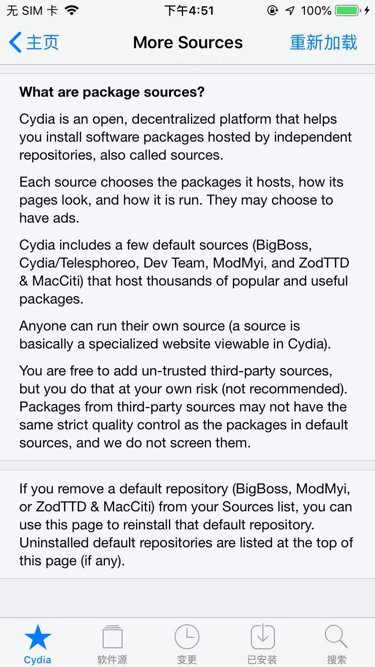 无 SIM 卡 下午4:51 100%
主页 More Sources 重新加载
What are package sources?
Cydia is an open, decentralized platform that helps
you install software packages hosted by independent
repositories, also called sources.
Each source chooses the packages it hosts, how its
pages look, and how it is run. They may choose to
have ads.
Cydia includes a few default sources (BigBoss,
Cydia/Telesphoreo, Dev Team, ModMyi, and ZodTTD
& MacCiti) that host thousands of popular and useful
packages.
Anyone can run their own source (a source is
basically a specialized website viewable in Cydia).
You are free to add un-trusted third-party sources,
but you do that at your own risk (not recommended).
Packages from third-party sources may not have the
same strict quality control as the packages in default
sources, and we do not screen them.
If you remove a default repository (BigBoss, ModMyi,
or ZodTTD & MacCiti) from your Sources list, you can
use this page to reinstall that default repository.
Uninstalled default repositories are listed at the top of
this page (if any).
Cydia 软件源 变更 已安装 搜索